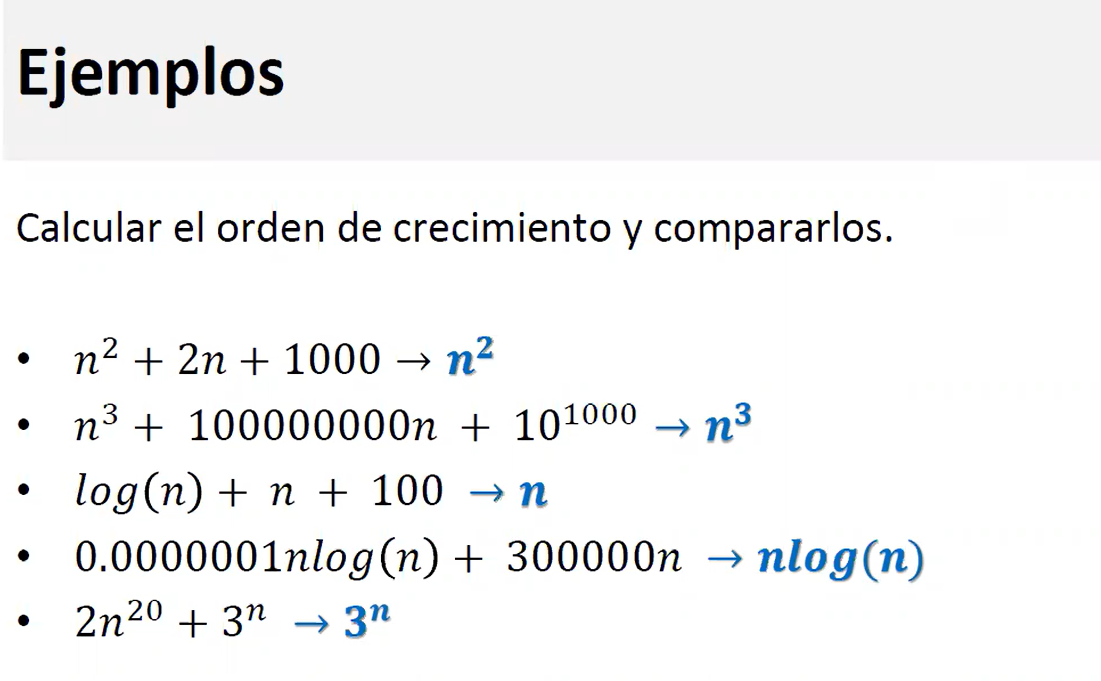 Ejemplos
Calcular el orden de crecimiento y compararlos.
• n² + 2n + 1000 → n²
• n³ + 100000000n + 10¹⁰⁰⁰ → n³
• log(n) + n + 100 → n
• 0.0000001nlog(n) + 300000n → nlog(n)
• 2n²⁰ + 3ⁿ → 3ⁿ